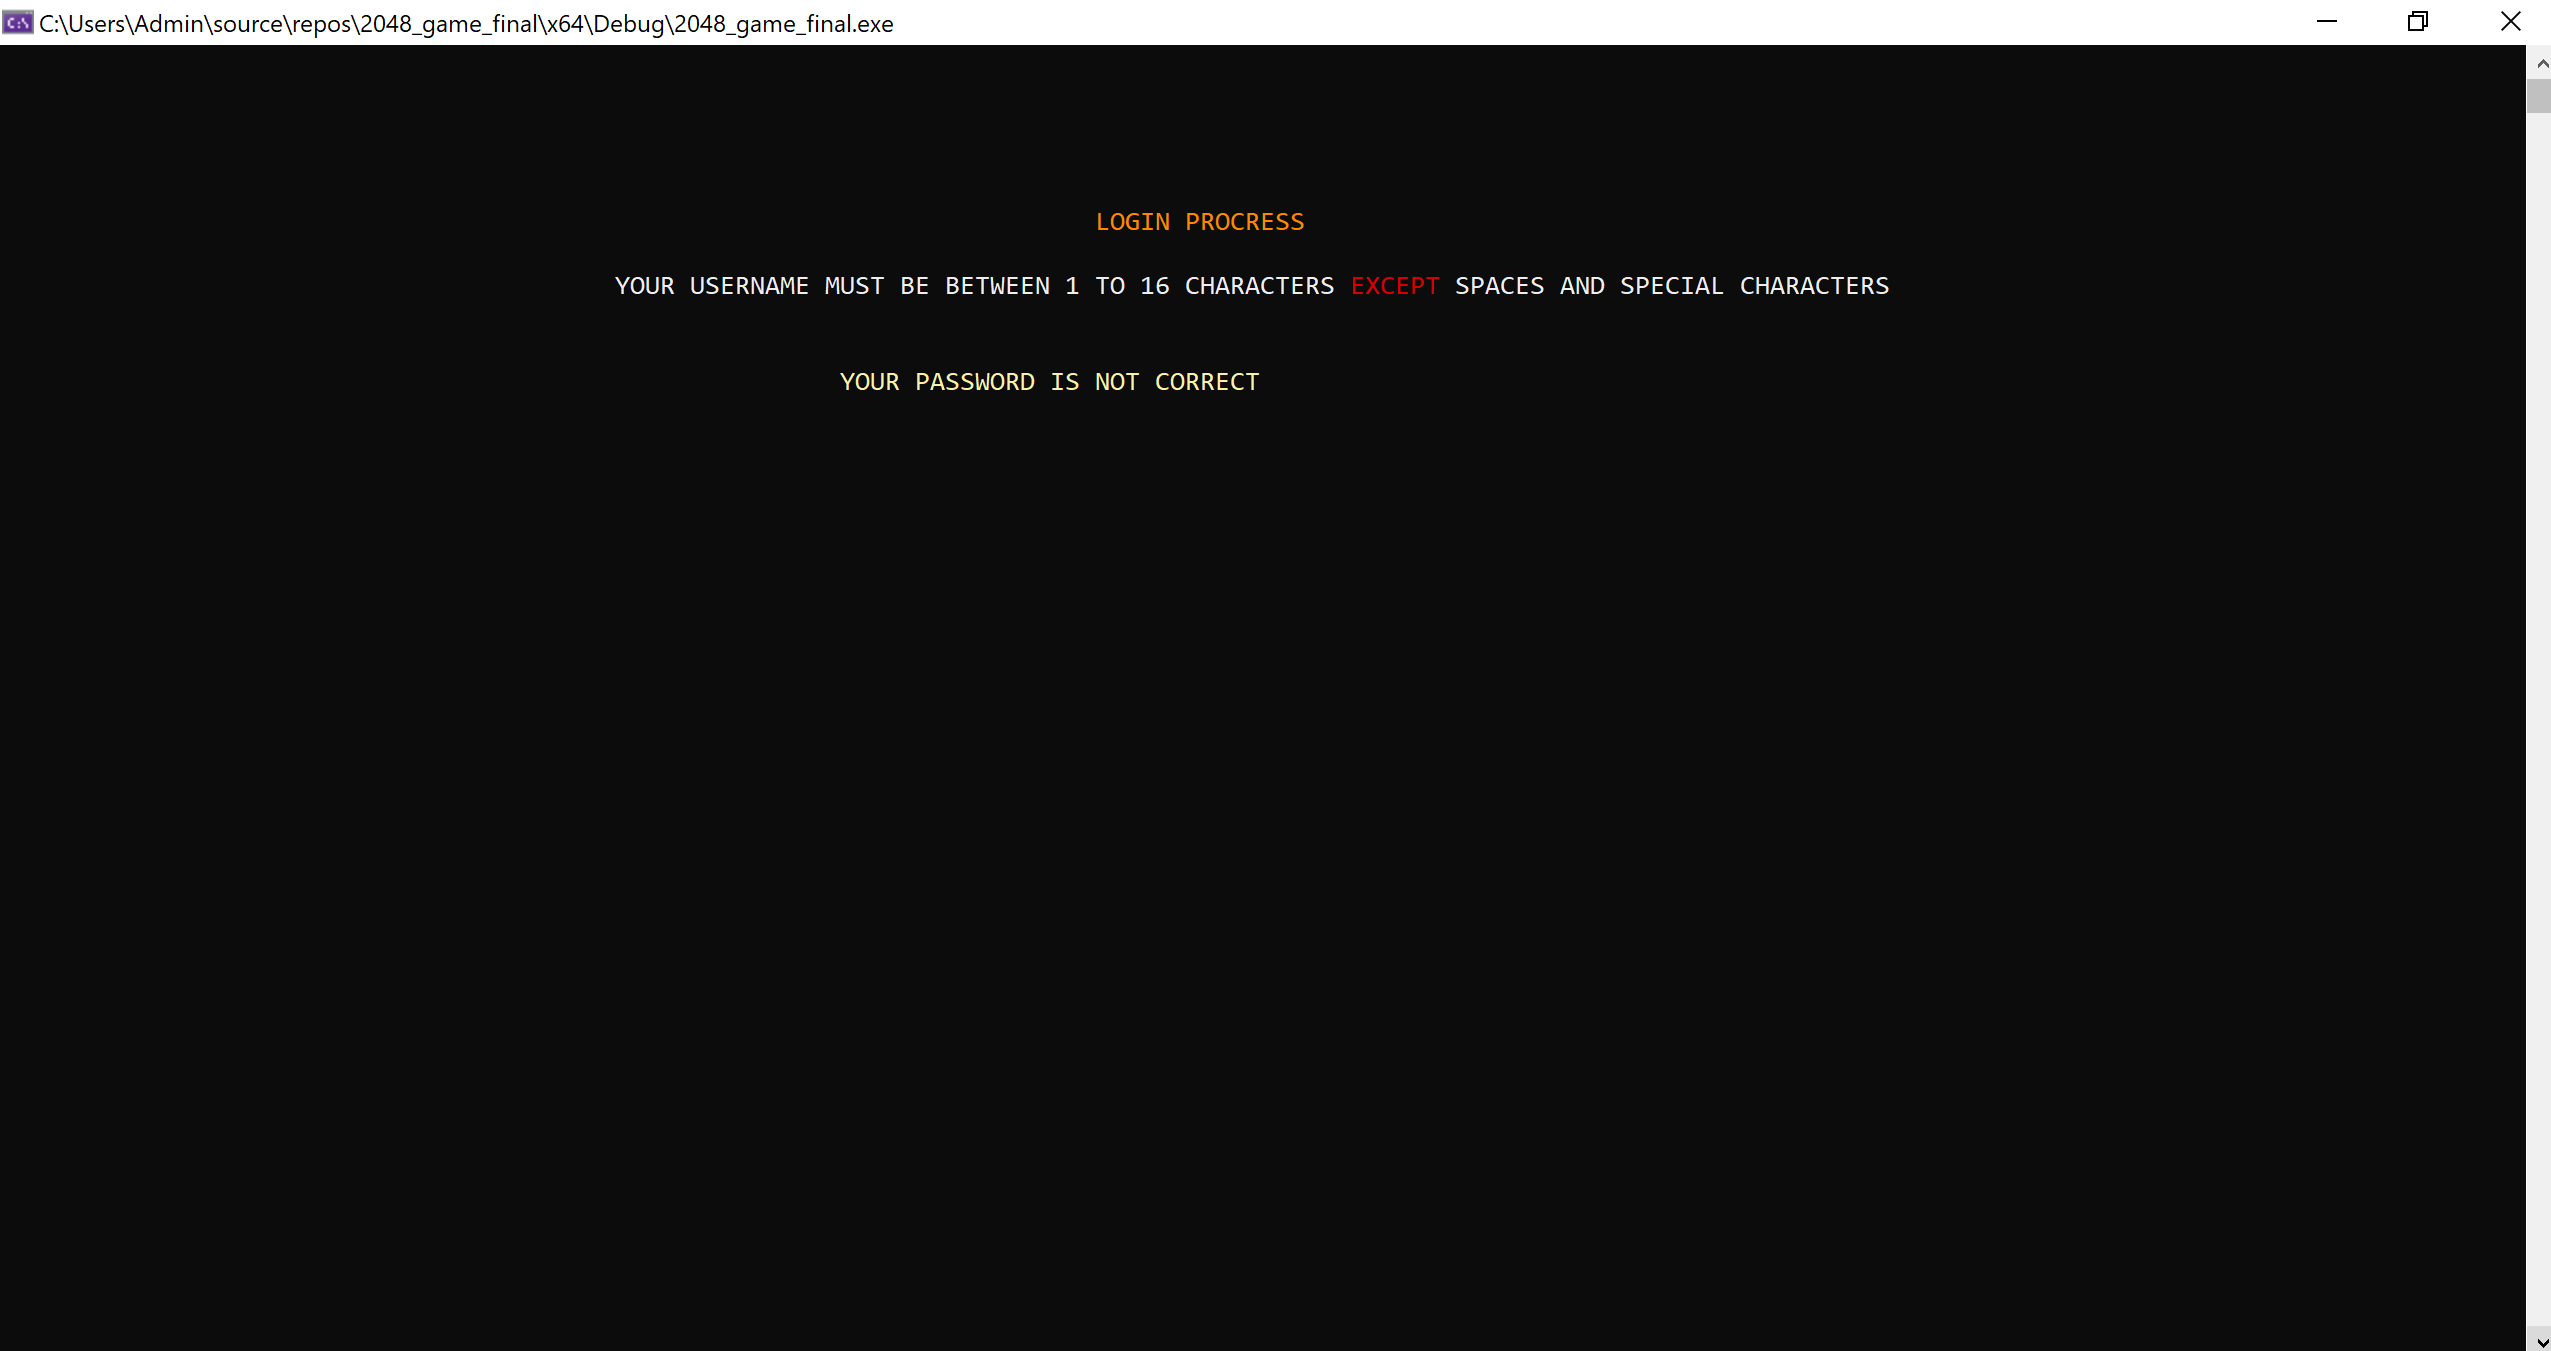 C:\Users\Admin\source\repos\2048_game_final\x64\Debug\2048_game_final.exe
LOGIN PROCRESS
YOUR USERNAME MUST BE BETWEEN 1 TO 16 CHARACTERS EXCEPT SPACES AND SPECIAL CHARACTERS
YOUR PASSWORD IS NOT CORRECT